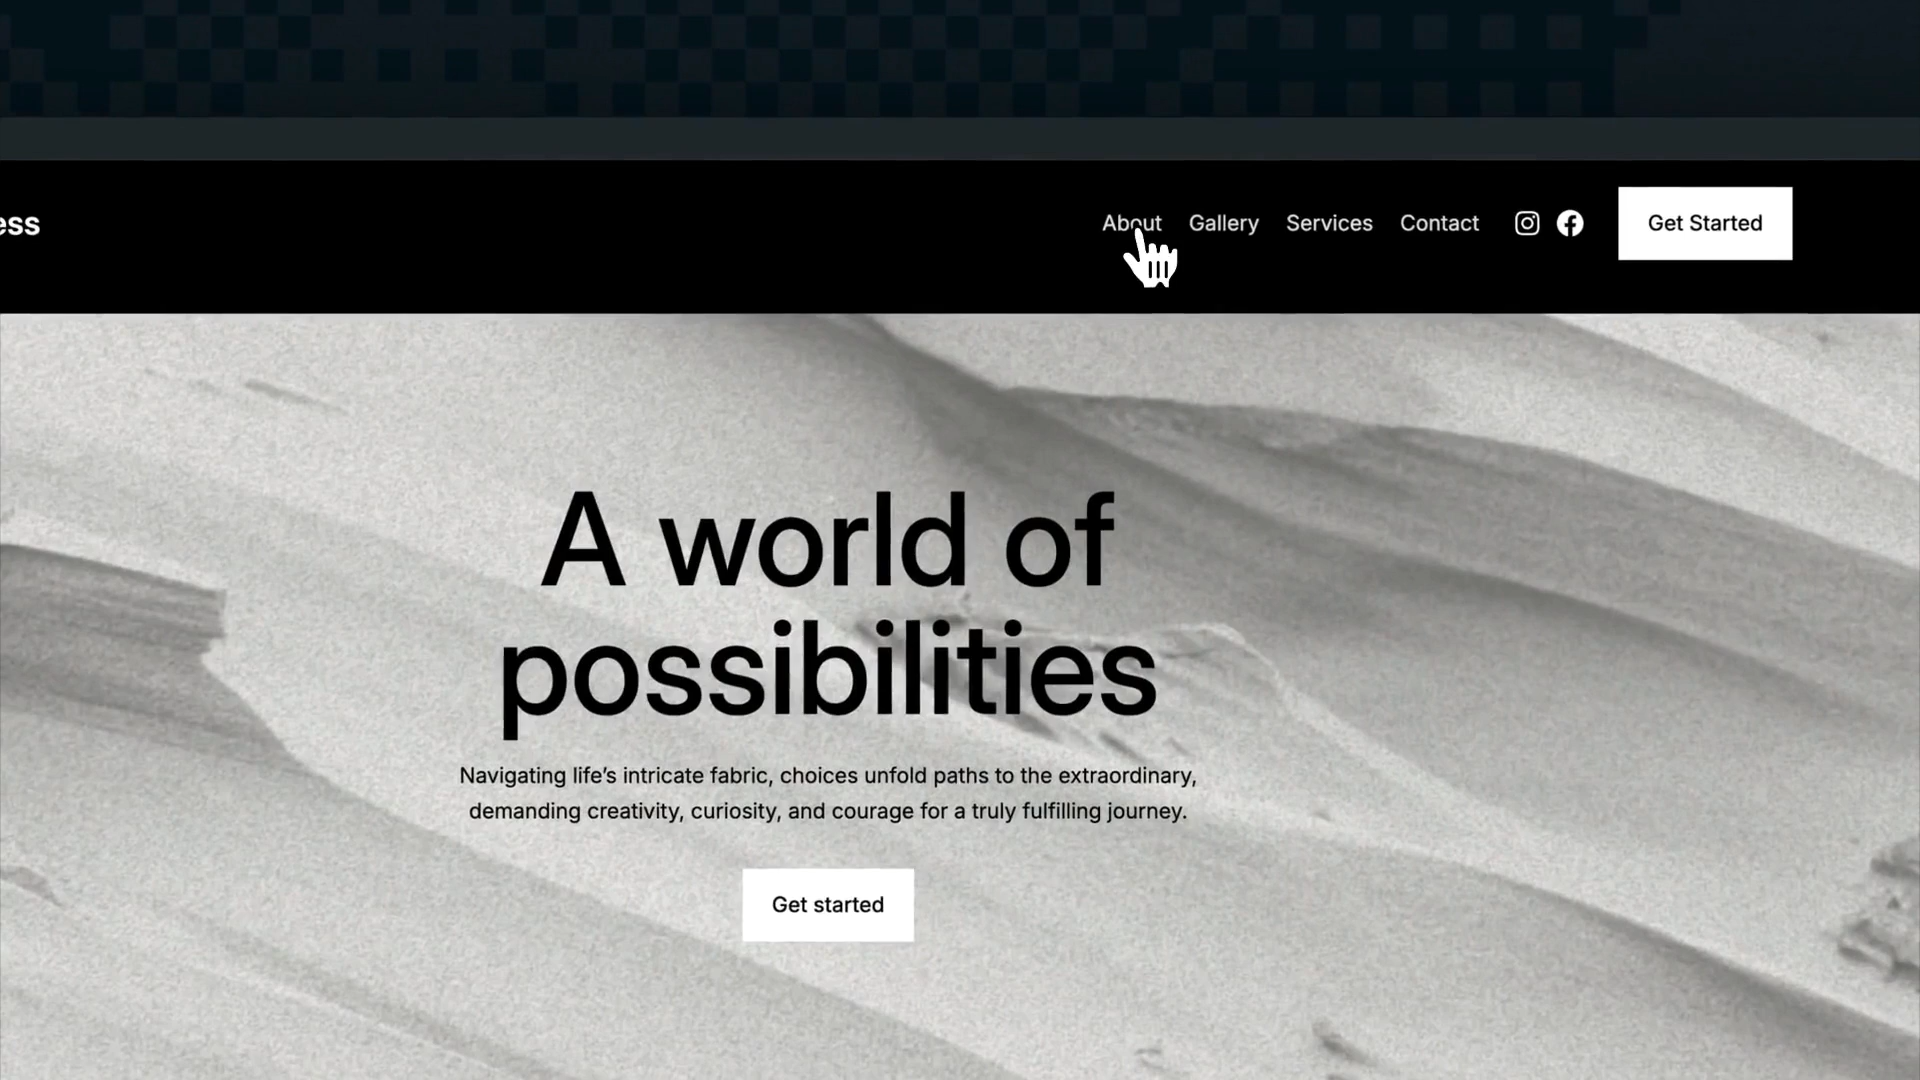 ess
About Gallery Services Contact Get Started
A world of
possibilities
Navigating life’s intricate fabric, choices unfold paths to the extraordinary,
demanding creativity, curiosity, and courage for a truly fulfilling journey.
Get started